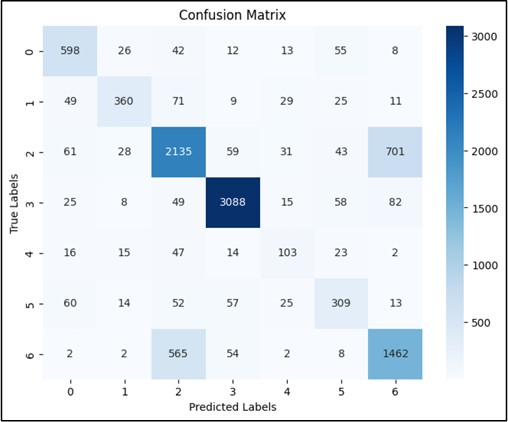 Confusion Matrix
0 598 26 42 12 13 55 8
1 49 360 71 9 29 25 11
2 61 28 2135 59 31 43 701
3 25 8 49 3088 15 58 82
4 16 15 47 14 103 23 2
5 60 14 52 57 25 309 13
6 2 2 565 54 2 8 1462
0 1 2 3 4 5 6
Predicted Labels
True Labels
3000
2500
2000
1500
1000
500